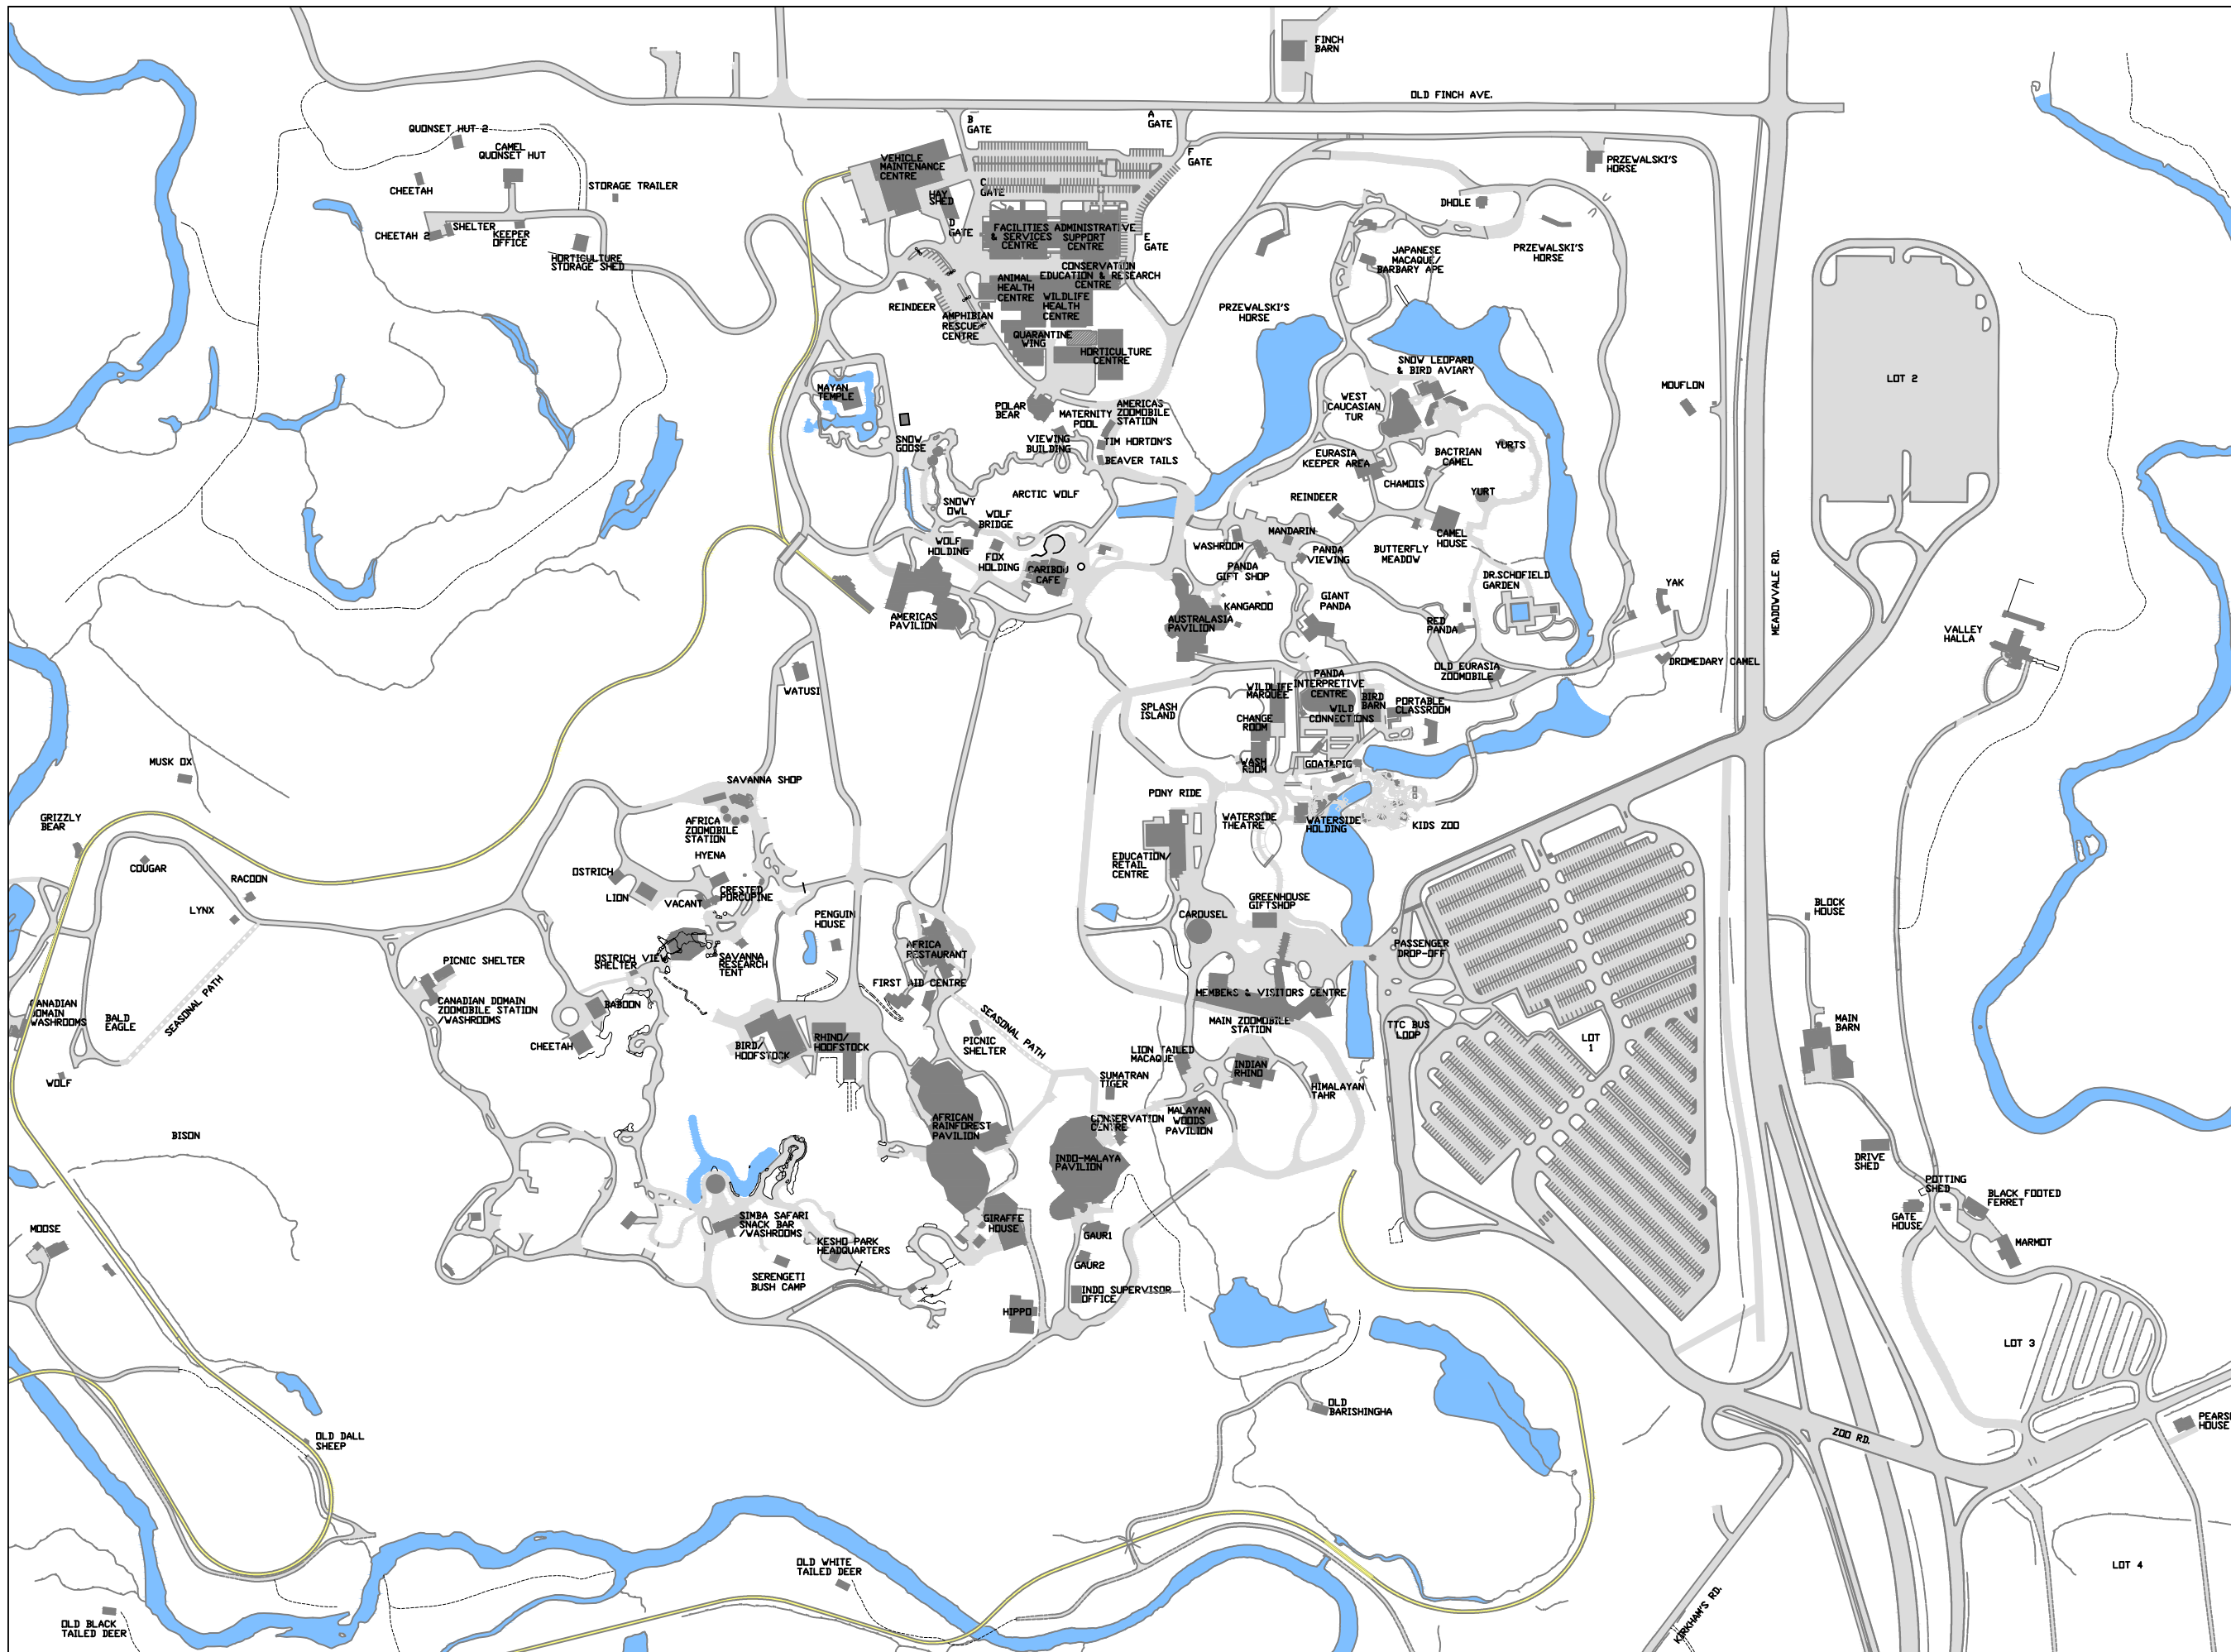 FINCH
BARN
OLD FINCH AVE.
B
GATE
A
GATE
F
GATE
QUONSET HUT 2
CAMEL
QUONSET HUT
CHEETAH
STORAGE TRAILER
CHEETAH 2
SHELTER
KEEPER
OFFICE
HORTICULTURE
STORAGE SHED
VEHICLE
MAINTENANCE
CENTRE
HAY
SHED
C
GATE
D
GATE
FACILITIES
& SERVICES
CENTRE
ADMINISTRATIVE
SUPPORT
CENTRE
E
GATE
CONSERVATION
EDUCATION & RESEARCH
CENTRE
ANIMAL
HEALTH
CENTRE
WILDLIFE
HEALTH
CENTRE
REINDEER
AMPHIBIAN
RESCUE
CENTRE
QUARANTINE
WING
HORTICULTURE
CENTRE
PRZEWALSKI'S
HORSE
DHOLE
JAPANESE
MACAQUE/
BARBARY APE
PRZEWALSKI'S
HORSE
PRZEWALSKI'S
HORSE
SNOW LEOPARD
& BIRD AVIARY
MOUFLON
LOT 2
MAYAN
TEMPLE
POLAR
BEAR
MATERNITY
POOL
AMERICAS
ZOOMOBILE
STATION
VIEWING
BUILDING
TIM HORTON'S
BEAVER TAILS
SNOW
GOOSE
WEST
CAUCASIAN
TUR
EURASIA
KEEPER AREA
BACTRIAN
CAMEL
YURTS
CHAMOIS
YURT
ARCTIC WOLF
SNOWY
OWL
WOLF
BRIDGE
WOLF
HOLDING
FOX
HOLDING
CARIBOU
CAFE
REINDEER
MANDARIN
WASHROOM
PANDA
GIFT SHOP
PANDA
VIEWING
BUTTERFLY
MEADOW
CAMEL
HOUSE
DR.SCHOFIELD
GARDEN
YAK
MEADOWVALE RD.
VALLEY
HALLA
AMERICAS
PAVILION
AUSTRALASIA
PAVILION
KANGAROO
GIANT
PANDA
RED
PANDA
DROMEDARY CAMEL
OLD EURASIA
ZOOMOBILE
WATUSI
SPLASH
ISLAND
WILDLIFE
MARQUEE
PANDA
INTERPRETIVE
CENTRE
BIRD
BARN
PORTABLE
CLASSROOM
WILD
CONNECTIONS
CHANGE
ROOM
WASH
ROOM
GOAT&PIG
MUSK OX
SAVANNA SHOP
PONY RIDE
WATERSIDE
THEATRE
WATERSIDE
HOLDING
KIDS ZOO
GRIZZLY
BEAR
AFRICA
ZOOMOBILE
STATION
HYENA
COUGAR
RACOON
LYNX
OSTRICH
LION
VACANT
CRESTED
PORCUPINE
EDUCATION/
RETAIL
CENTRE
PENGUIN
HOUSE
CAROUSEL
GREENHOUSE
GIFTSHOP
BLOCK
HOUSE
AFRICA
RESTAURANT
PASSENGER
DROP-OFF
PICNIC SHELTER
OSTRICH VIEW
SHELTER
SAVANNA
RESEARCH
TENT
FIRST AID CENTRE
MEMBERS & VISITORS CENTRE
CANADIAN
DOMAIN
WASHROOMS
BALD
EAGLE
SEASONAL PATH
CANADIAN DOMAIN
ZOOMOBILE STATION
/WASHROOMS
BABOON
CHEETAH
BIRD/
HOOFSTOCK
RHINO/
HOOFSTOCK
PICNIC
SHELTER
SEASONAL PATH
MAIN ZOOMOBILE
STATION
TTC BUS
LOOP
LOT
1
MAIN
BARN
LION TAILED
MACAQUE
SUMATRAN
TIGER
INDIAN
RHINO
HIMALAYAN
TAHR
WOLF
BISON
AFRICAN
RAINFOREST
PAVILION
CONSERVATION
CENTRE
MALAYAN
WOODS
PAVILION
INDO-MALAYA
PAVILION
DRIVE
SHED
POTTING
SHED
BLACK FOOTED
FERRET
GATE
HOUSE
MARMOT
MOOSE
SIMBA SAFARI
SNACK BAR
/WASHROOMS
KESHO PARK
HEADQUARTERS
GIRAFFE
HOUSE
GAUR1
GAUR2
SERENGETI
BUSH CAMP
INDO SUPERVISOR
OFFICE
HIPPO
LOT 3
OLD
BARISHINGHA
OLD DALL
SHEEP
ZOO RD.
PEARS
HOUSE
OLD WHITE
TAILED DEER
LOT 4
KIRKHAM'S RD.
OLD BLACK
TAILED DEER